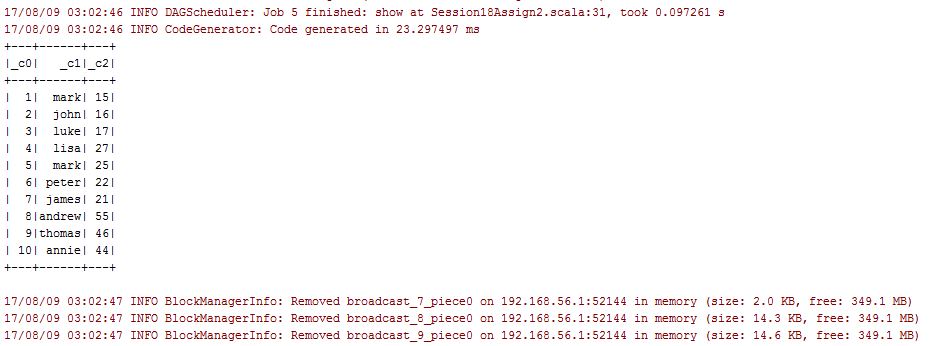 17/08/09 03:02:46 INFO DAGScheduler: Job 5 finished: show at Session18Assign2.scala:31, took 0.097261 s
17/08/09 03:02:46 INFO CodeGenerator: Code generated in 23.297497 ms
+---+------+---+
|_c0|   _c1|_c2|
+---+------+---+
|  1|  mark| 15|
|  2|  john| 16|
|  3|  luke| 17|
|  4|  lisa| 27|
|  5|  mark| 25|
|  6| peter| 22|
|  7| james| 21|
|  8|andrew| 55|
|  9|thomas| 46|
| 10| annie| 44|
+---+------+---+
17/08/09 03:02:47 INFO BlockManagerInfo: Removed broadcast_7_piece0 on 192.168.56.1:52144 in memory (size: 2.0 KB, free: 349.1 MB)
17/08/09 03:02:47 INFO BlockManagerInfo: Removed broadcast_8_piece0 on 192.168.56.1:52144 in memory (size: 14.3 KB, free: 349.1 MB)
17/08/09 03:02:47 INFO BlockManagerInfo: Removed broadcast_9_piece0 on 192.168.56.1:52144 in memory (size: 14.6 KB, free: 349.1 MB)